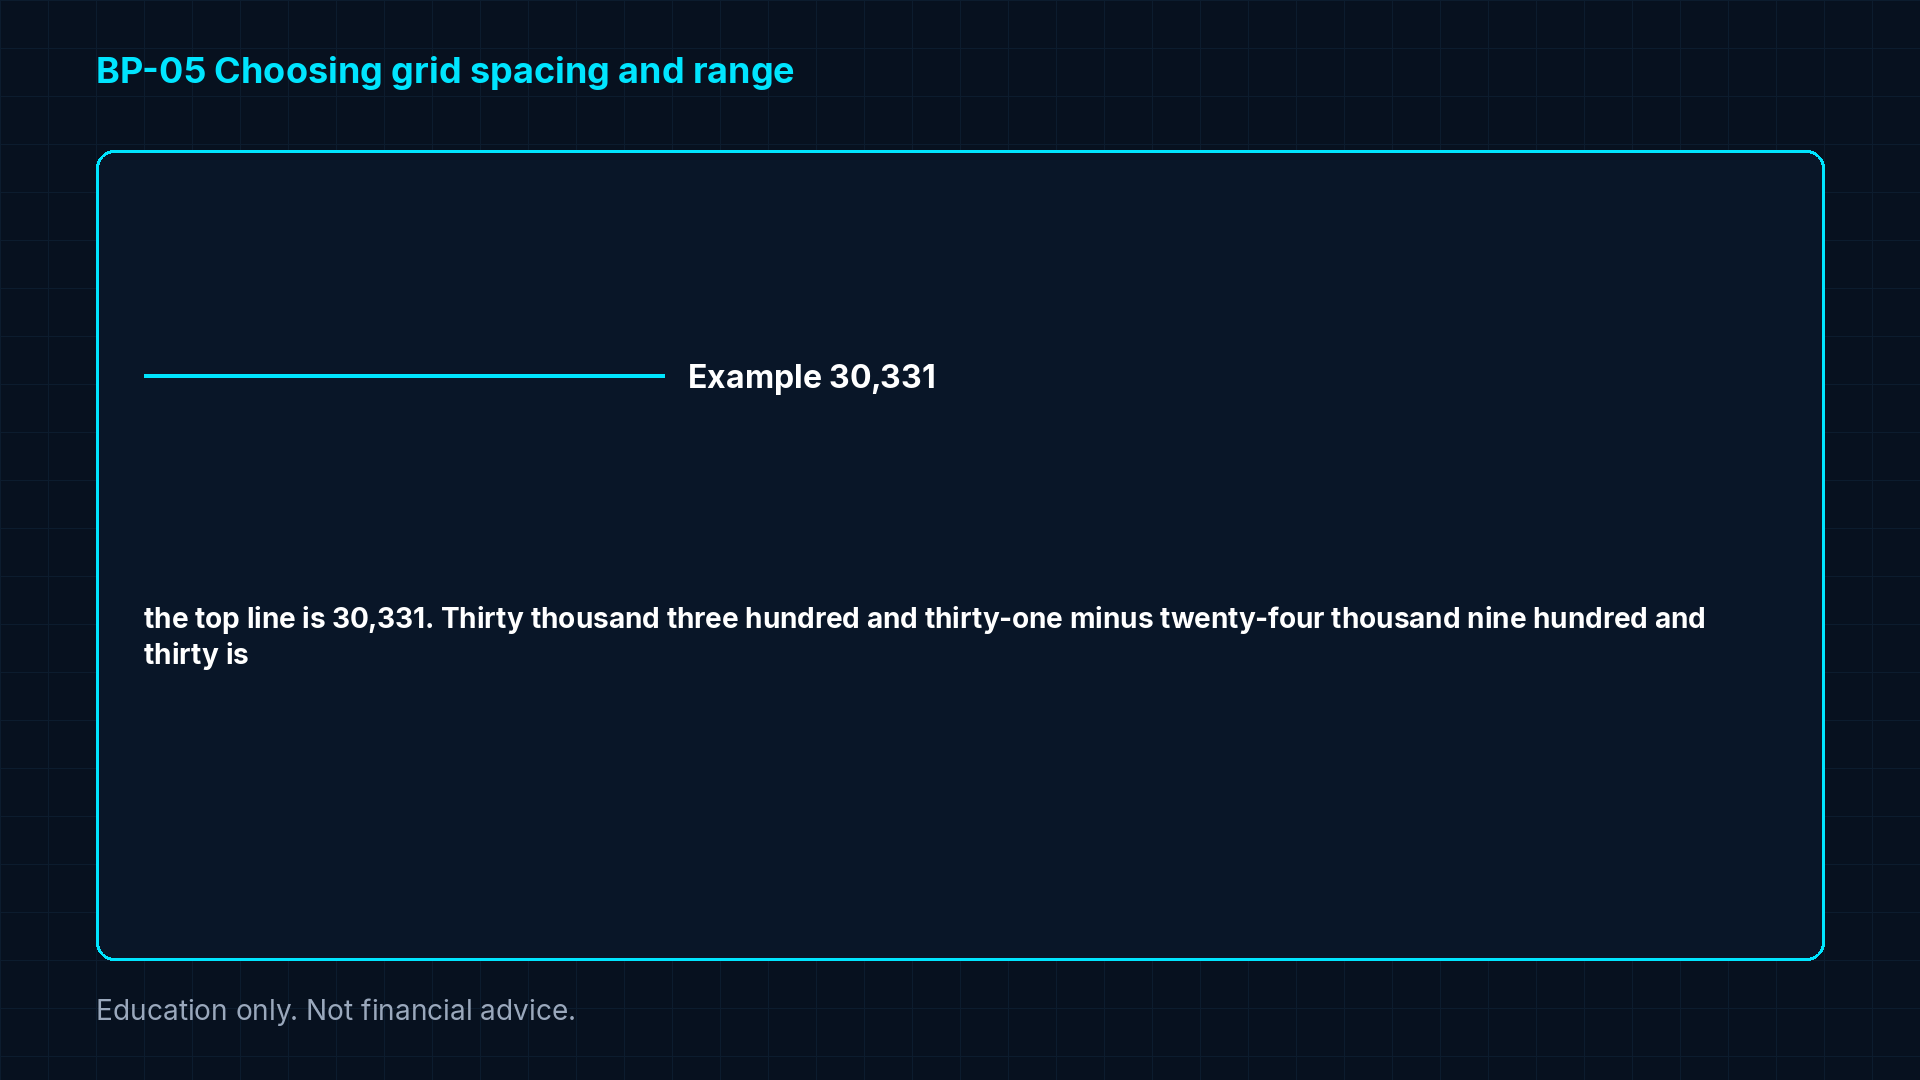 BP-05 Choosing grid spacing and range
Example 30,331
the top line is 30,331. Thirty thousand three hundred and thirty-one minus twenty-four thousand nine hundred and
thirty is
Education only. Not financial advice.